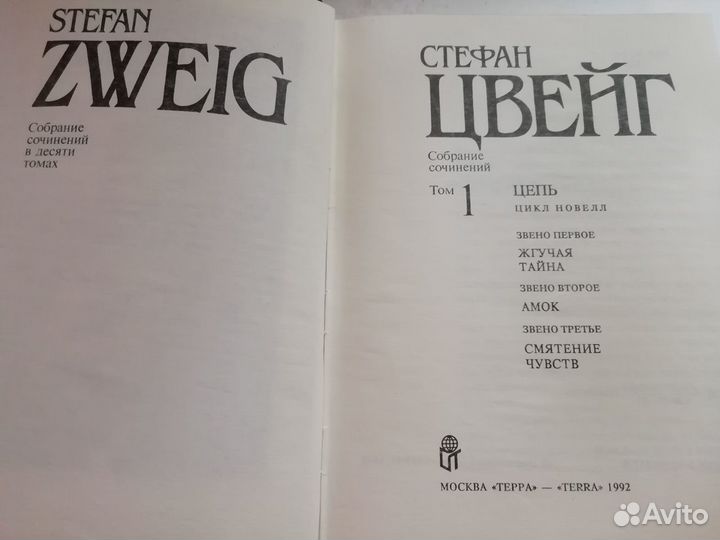 STEFAN
ZWEIG
Собрание
сочинений
в десяти
томах
СТЕФАН
ЦВЕЙГ
Собрание
сочинений
Том 1
ЦЕПЬ
ЦИКЛ НОВЕЛЛ
ЗВЕНО ПЕРВОЕ
ЖГУЧАЯ
ТАЙНА
ЗВЕНО ВТОРОЕ
АМОК
ЗВЕНО ТРЕТЬЕ
СМЯТЕНИЕ
ЧУВСТВ
МОСКВА «ТЕРРА» — «TERRA» 1992
Avito